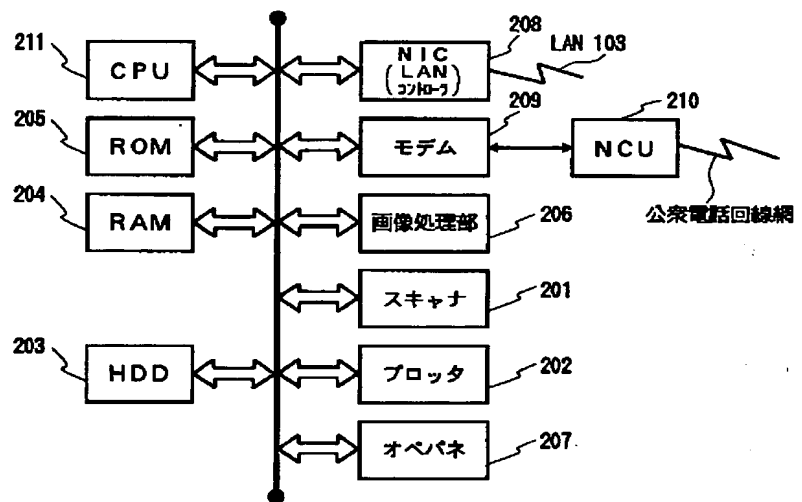 211
CPU
NIC
(LAN
コントローラ)
208
LAN 103
205
ROM
モデム
209
NCU
210
公衆電話回線網
204
RAM
画像処理部
206
スキャナ
201
203
HDD
プロッタ
202
オペパネ
207